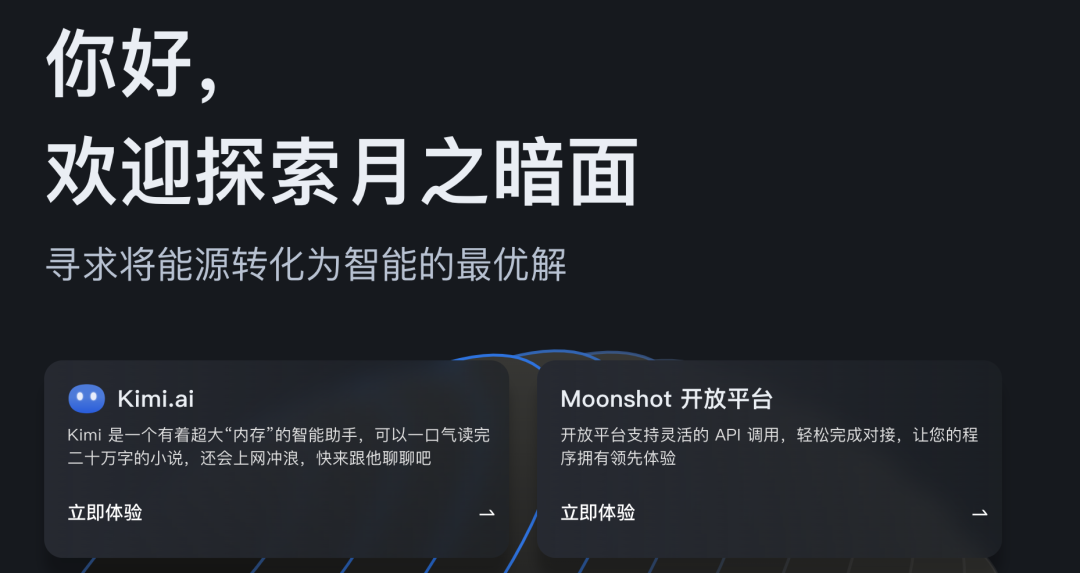 你好，
欢迎探索月之暗面
寻求将能源转化为智能的最优解
Kimi.ai
Kimi 是一个有着超大“内存”的智能助手，可以一口气读完
二十万字的小说，还会上网冲浪，快来跟他聊聊吧
立即体验
Moonshot 开放平台
开放平台支持灵活的 API 调用，轻松完成对接，让您的程
序拥有领先体验
立即体验